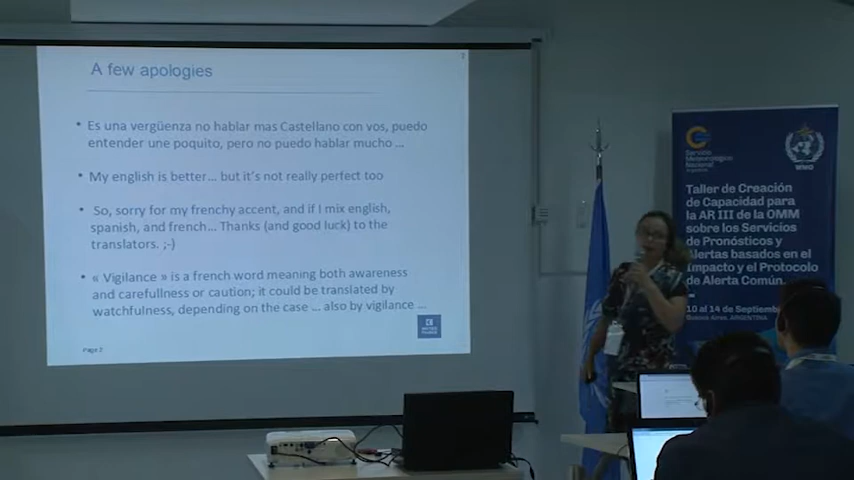 A few apologies
• Es una vergüenza no hablar mas Castellano con vos, puedo
entender une poquito, pero no puedo hablar mucho ...
• My english is better... but it's not really perfect too
• So, sorry for my frenchy accent, and if I mix english,
spanish, and french... Thanks (and good luck) to the
translators. ;-)
• « Vigilance » is a french word meaning both awareness
and carefullness or caution; it could be translated by
watchfulness, depending on the case ... also by vigilance ...
Page 2
Servicio
Meteorológico
Nacional
Argentina
WMO
Taller de Creación
de Capacidad para
la AR III de la OMM
sobre los Servicios
de Pronósticos y
Alertas basados en
Impacto y el Protocolo
de Alerta Común
10 al 14 de Septiembre
Buenos Aires, ARGENTINA